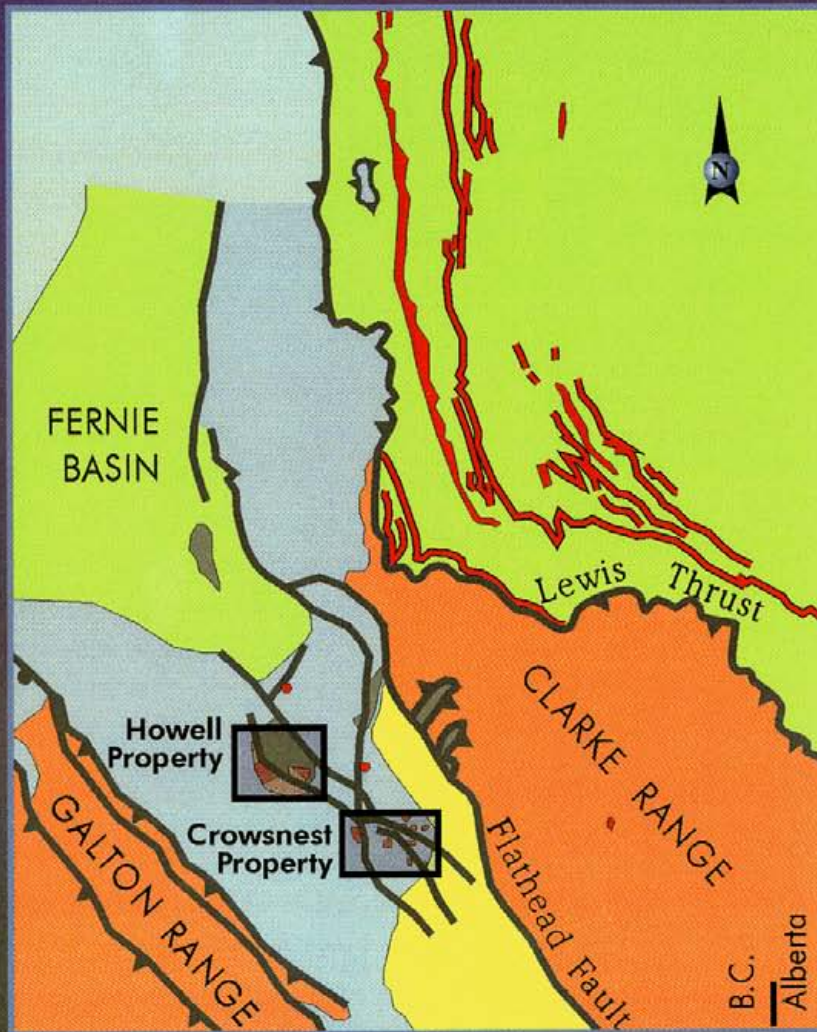 N
FERNIE
BASIN
Lewis Thrust
CLARKE RANGE
Howell
Property
Crowsnest
Property
GALTON RANGE
Flathead Fault
B.C.
Alberta